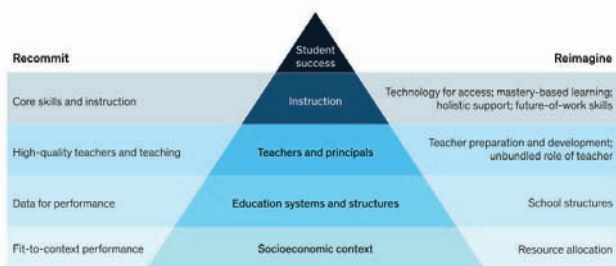 Student
success
Recommit
Reimagine
Core skills and instruction
Instruction
Technology for access; mastery-based learning;
holistic support; future-of-work skills
High-quality teachers and teaching
Teachers and principals
Teacher preparation and development;
unbundled role of teacher
Data for performance
Education systems and structures
School structures
Fit-to-context performance
Socioeconomic context
Resource allocation